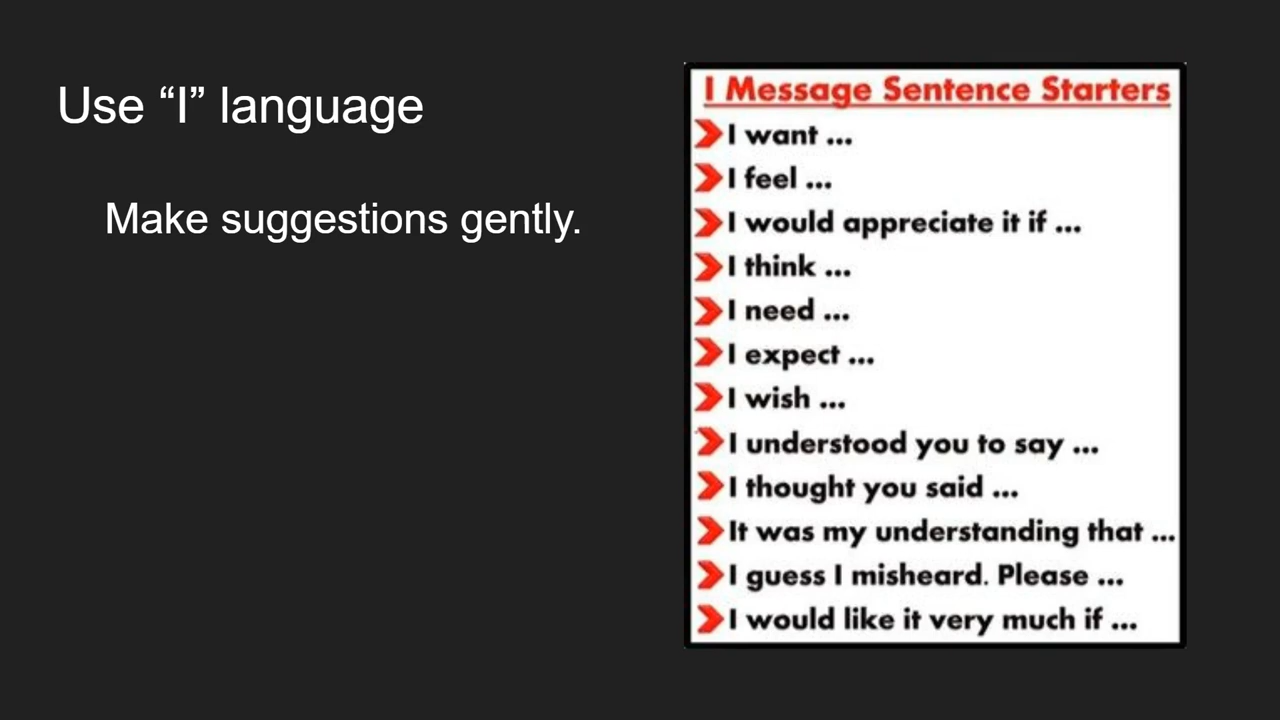 Use “I” language
Make suggestions gently.
I Message Sentence Starters
I want ...
I feel ...
I would appreciate it if ...
I think ...
I need ...
I expect ...
I wish ...
I understood you to say ...
I thought you said ...
It was my understanding that ...
I guess I misheard. Please ...
I would like it very much if ...